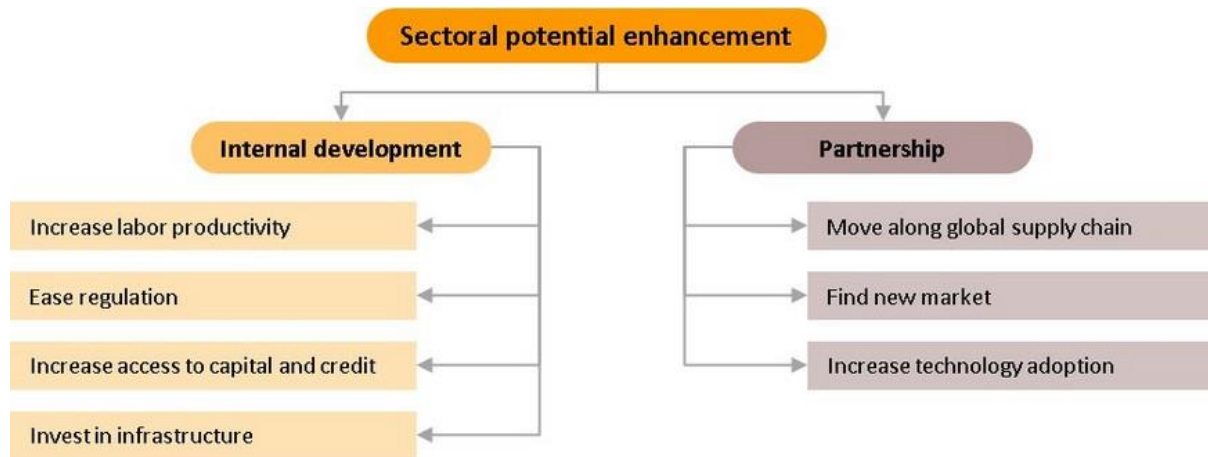 Sectoral potential enhancement
Internal development
Increase labor productivity
Ease regulation
Increase access to capital and credit
Invest in infrastructure
Partnership
Move along global supply chain
Find new market
Increase technology adoption